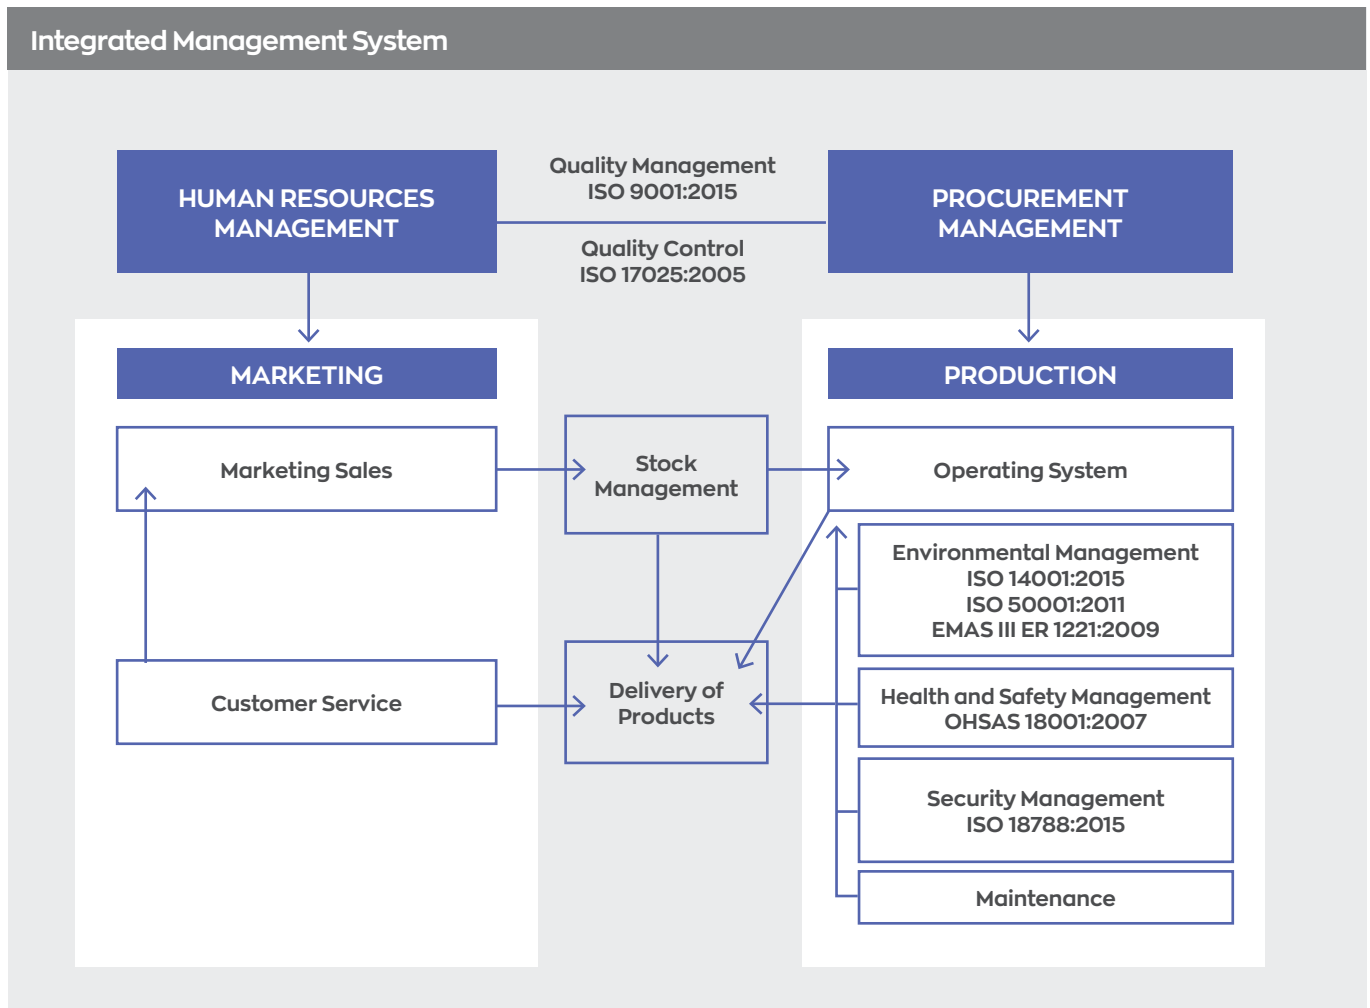 Integrated Management System
HUMAN RESOURCES
MANAGEMENT
Quality Management
ISO 9001:2015
Quality Control
ISO 17025:2005
PROCUREMENT
MANAGEMENT
MARKETING
PRODUCTION
Marketing Sales
Stock
Management
Operating System
Environmental Management
ISO 14001:2015
ISO 50001:2011
EMAS III ER 1221:2009
Customer Service
Delivery of
Products
Health and Safety Management
OHSAS 18001:2007
Security Management
ISO 18788:2015
Maintenance